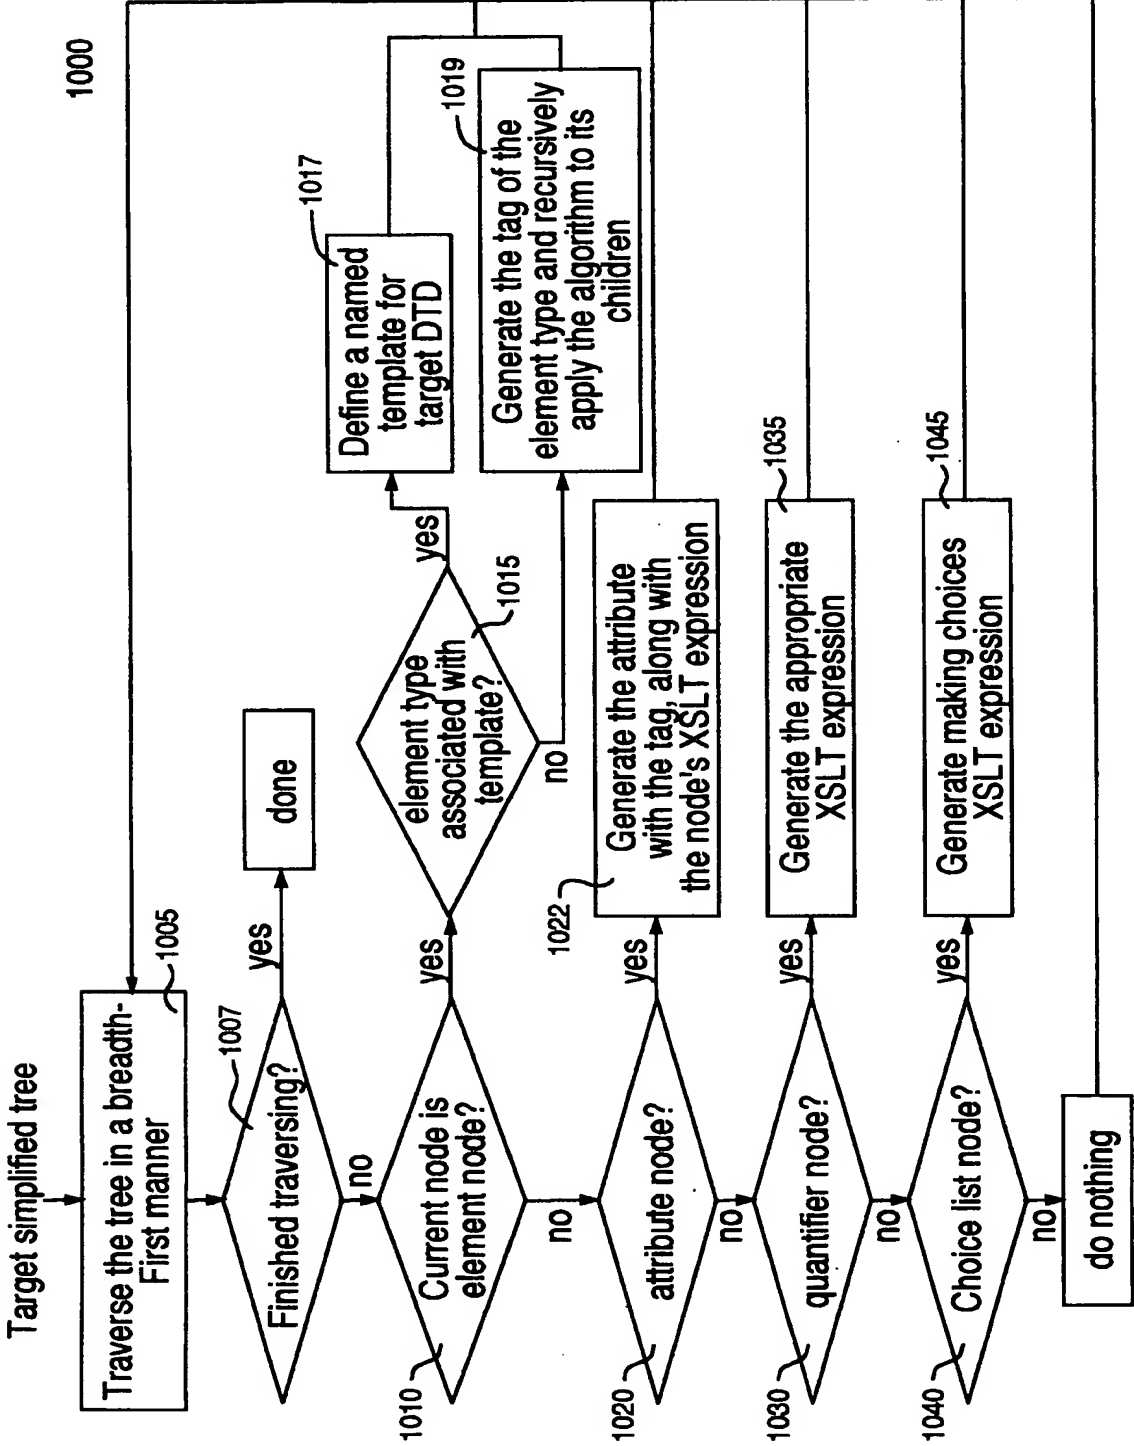 1000
Target simplified tree
Traverse the tree in a breadth-
First manner
1005
Finished traversing?
1007
yes
done
no
Current node is
element node?
1010
yes
element type
associated with
template?
1015
yes
Define a named
template for
target DTD
1017
no
Generate the tag of the
element type and recursively
apply the algorithm to its
children
1019
no
attribute node?
1020
yes
Generate the attribute
with the tag, along with
the node's XSLT expression
1022
no
quantifier node?
1030
yes
Generate the appropriate
XSLT expression
1035
no
Choice list node?
1040
yes
Generate making choices
XSLT expression
1045
no
do nothing